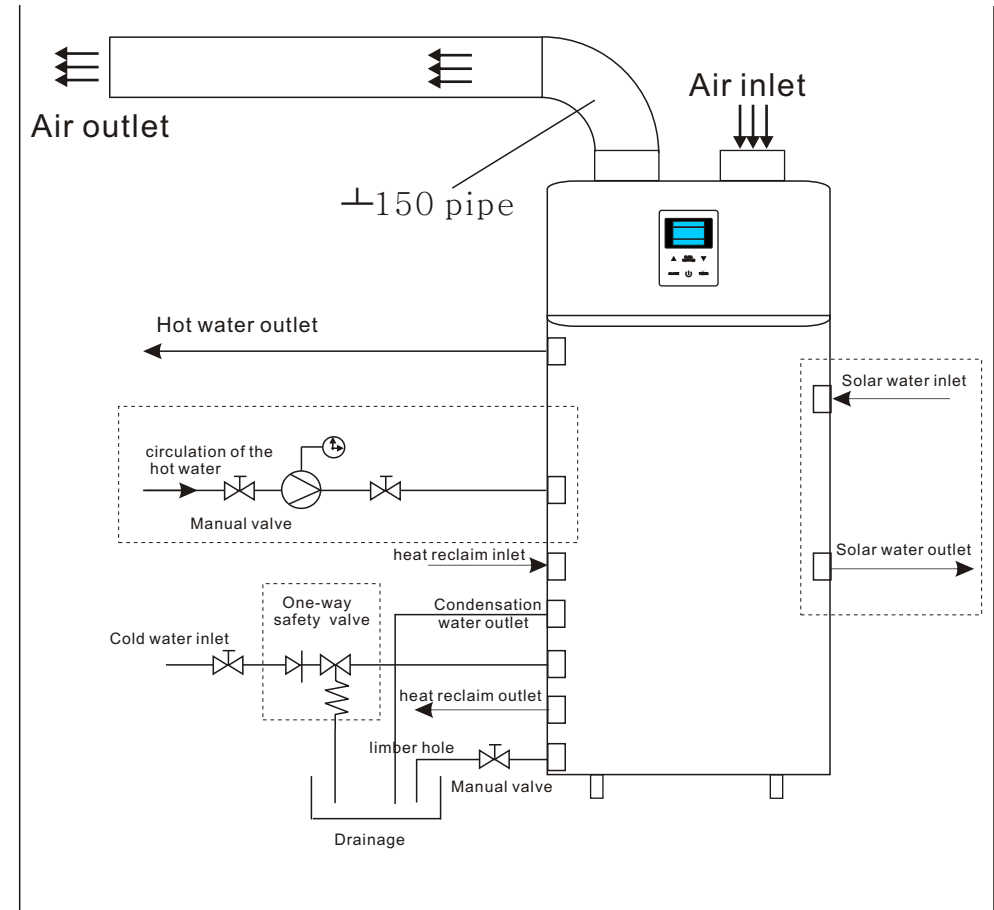 Air inlet
Air outlet
┷150 pipe
Hot water outlet
Solar water inlet
circulation of the
hot water
Manual valve
heat reclaim inlet
Solar water outlet
One-way
safety valve
Condensation
water outlet
Cold water inlet
heat reclaim outlet
limber hole
Manual valve
Drainage